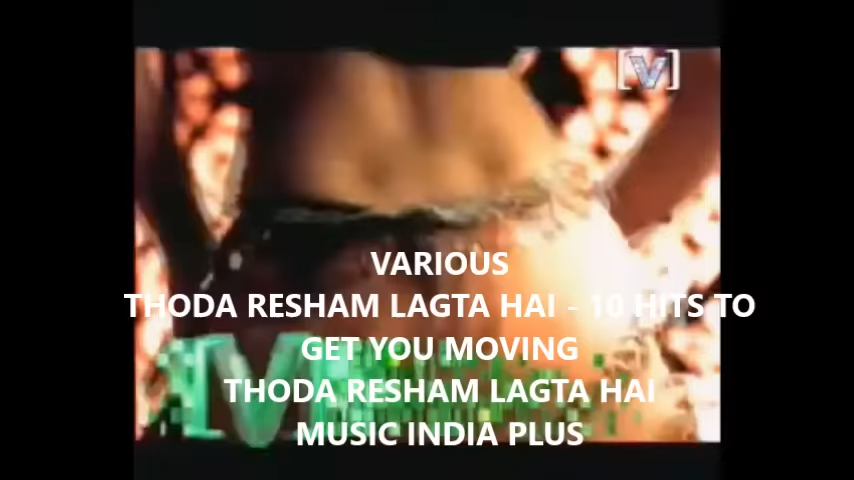 [V]
VARIOUS
THODA RESHAM LAGTA HAI - 10 HITS TO
GET YOU MOVING
THODA RESHAM LAGTA HAI
MUSIC INDIA PLUS
[V]